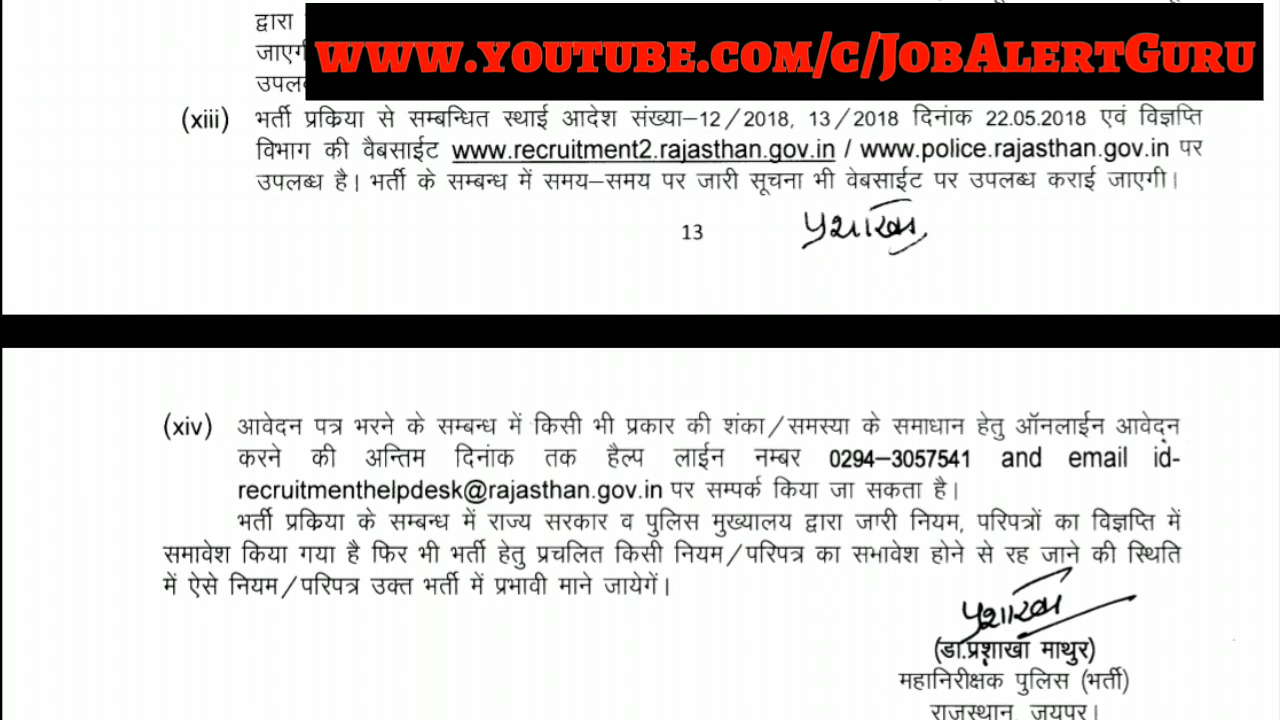 द्वारा
WWW.YOUTUBE.COM/C/JOBALERTGURU
जाएगी
उपलब्ध
(xiii) भर्ती प्रक्रिया से सम्बन्धित स्थाई आदेश संख्या–12/2018, 13/2018 दिनांक 22.05.2018 एवं विज्ञप्ति
विभाग की वैबसाईट www.recruitment2.rajasthan.gov.in / www.police.rajasthan.gov.in पर
उपलब्ध है। भर्ती के सम्बन्ध में समय–समय पर जारी सूचना भी वेबसाईट पर उपलब्ध कराई जाएगी।
13
(xiv) आवेदन पत्र भरने के सम्बन्ध में किसी भी प्रकार की शंका/समस्या के समाधान हेतु ऑनलाईन आवेदन
करने की अन्तिम दिनांक तक हैल्प लाईन नम्बर 0294–3057541 and email id-
recruitmenthelpdesk@rajasthan.gov.in पर सम्पर्क किया जा सकता है।
भर्ती प्रक्रिया के सम्बन्ध में राज्य सरकार व पुलिस मुख्यालय द्वारा जारी नियम, परिपत्रों का विज्ञप्ति में
समावेश किया गया है फिर भी भर्ती हेतु प्रचलित किसी नियम/परिपत्र का सभावेश होने से रह जाने की स्थिति
में ऐसे नियम/परिपत्र उक्त भर्ती में प्रभावी माने जायेगें।
(डा.प्रशाखा माथुर)
महानिरीक्षक पुलिस (भर्ती)
राजस्थान, जयपुर।